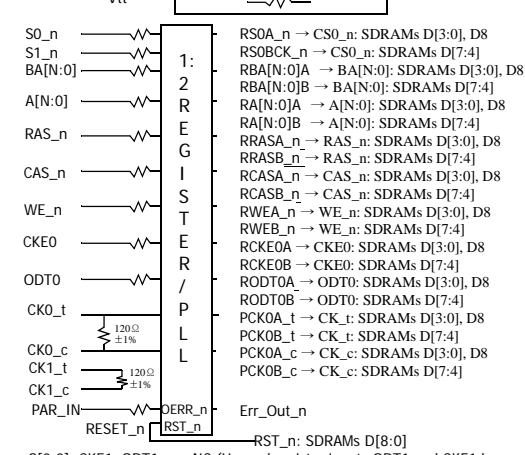 S0_n
S1_n
BA[N:0]
A[N:0]
RAS_n
CAS_n
WE_n
CKE0
ODT0
CK0_t
120Ω
±1%
CK0_c
CK1_t
120Ω
±1%
CK1_c
PAR_IN
RESET_n
1:
2
R
E
G
I
S
T
E
R
/
P
L
L
OERR_n
RST_n
RS0A_n → CS0_n: SDRAMs D[3:0], D8
RS0BCK_n → CS0_n: SDRAMs D[7:4]
RBA[N:0]A → BA[N:0]: SDRAMs D[3:0], D8
RBA[N:0]B → BA[N:0]: SDRAMs D[7:4]
RA[N:0]A → A[N:0]: SDRAMs D[3:0], D8
RA[N:0]B → A[N:0]: SDRAMs D[7:4]
RRASA_n → RAS_n: SDRAMs D[3:0], D8
RRASB_n → RAS_n: SDRAMs D[7:4]
RCASA_n → CAS_n: SDRAMs D[3:0], D8
RCASB_n → CAS_n: SDRAMs D[7:4]
RWEA_n → WE_n: SDRAMs D[3:0], D8
RWEB_n → WE_n: SDRAMs D[7:4]
RCKE0A → CKE0: SDRAMs D[3:0], D8
RCKE0B → CKE0: SDRAMs D[7:4]
RODT0A → ODT0: SDRAMs D[3:0], D8
RODT0B → ODT0: SDRAMs D[7:4]
PCK0A_t → CK_t: SDRAMs D[3:0], D8
PCK0B_t → CK_t: SDRAMs D[7:4]
PCK0A_c → CK_c: SDRAMs D[3:0], D8
PCK0B_c → CK_c: SDRAMs D[7:4]
Err_Out_n
RST_n: SDRAMs D[8:0]